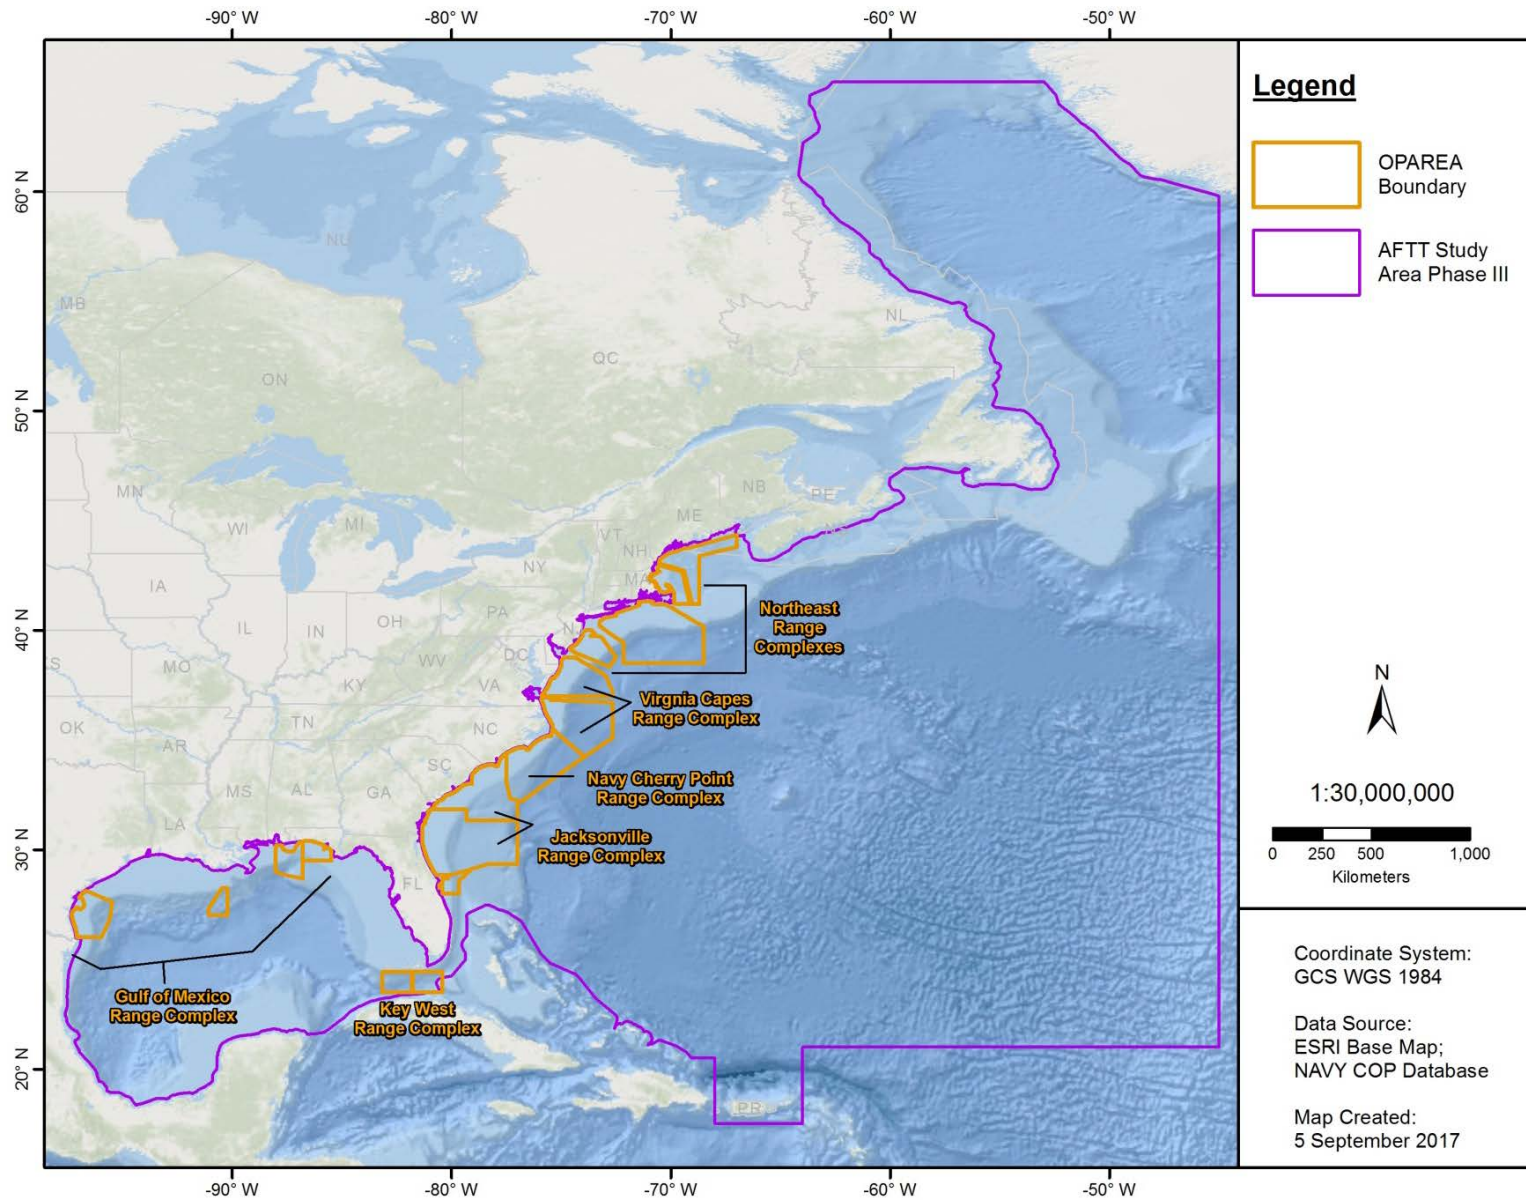 -90° W
-80° W
-70° W
-60° W
-50° W
60° N
50° N
40° N
30° N
20° N
NU
MB
ON
QC
NL
MN
WI
MI
NB
PE
ME
VT
NH
NY
MA
IA
IL
IN
OH
PA
MO
KY
WV
DC
VA
OK
AR
TN
NC
SC
MS
AL
GA
LA
FL
PR
Northeast
Range
Complexes
Virgnia Capes
Range Complex
Navy Cherry Point
Range Complex
Jacksonville
Range Complex
Gulf of Mexico
Range Complex
Key West
Range Complex
-90° W
-80° W
-70° W
-60° W
-50° W
Legend
OPAREA
Boundary
AFTT Study
Area Phase III
N
1:30,000,000
0 250 500 1,000
Kilometers
Coordinate System:
GCS WGS 1984
Data Source:
ESRI Base Map;
NAVY COP Database
Map Created:
5 September 2017